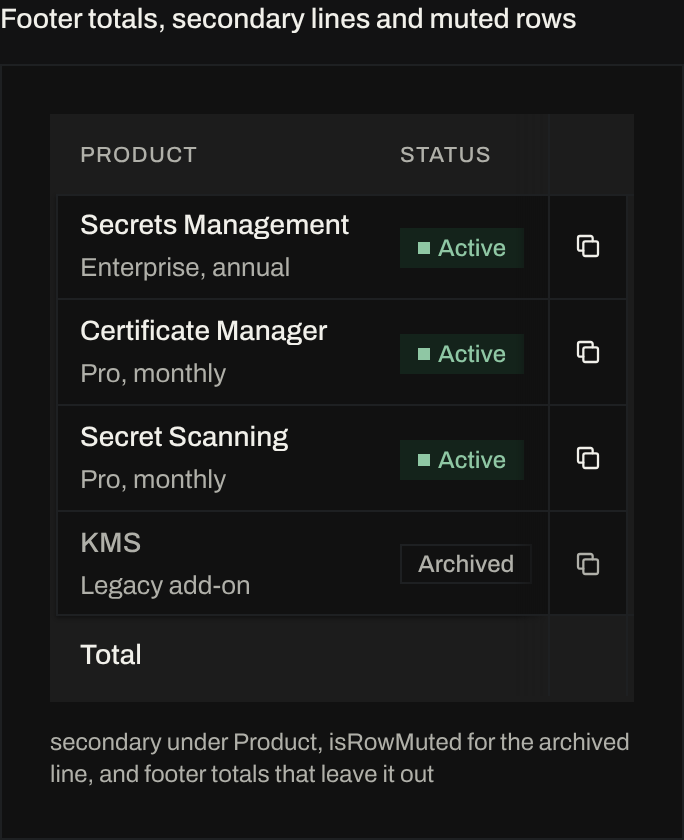 Footer totals, secondary lines and muted rows
PRODUCT STATUS
Secrets Management
Enterprise, annual
Active
Certificate Manager
Pro, monthly
Active
Secret Scanning
Pro, monthly
Active
KMS
Legacy add-on
Archived
Total
secondary under Product, isRowMuted for the archived
line, and footer totals that leave it out